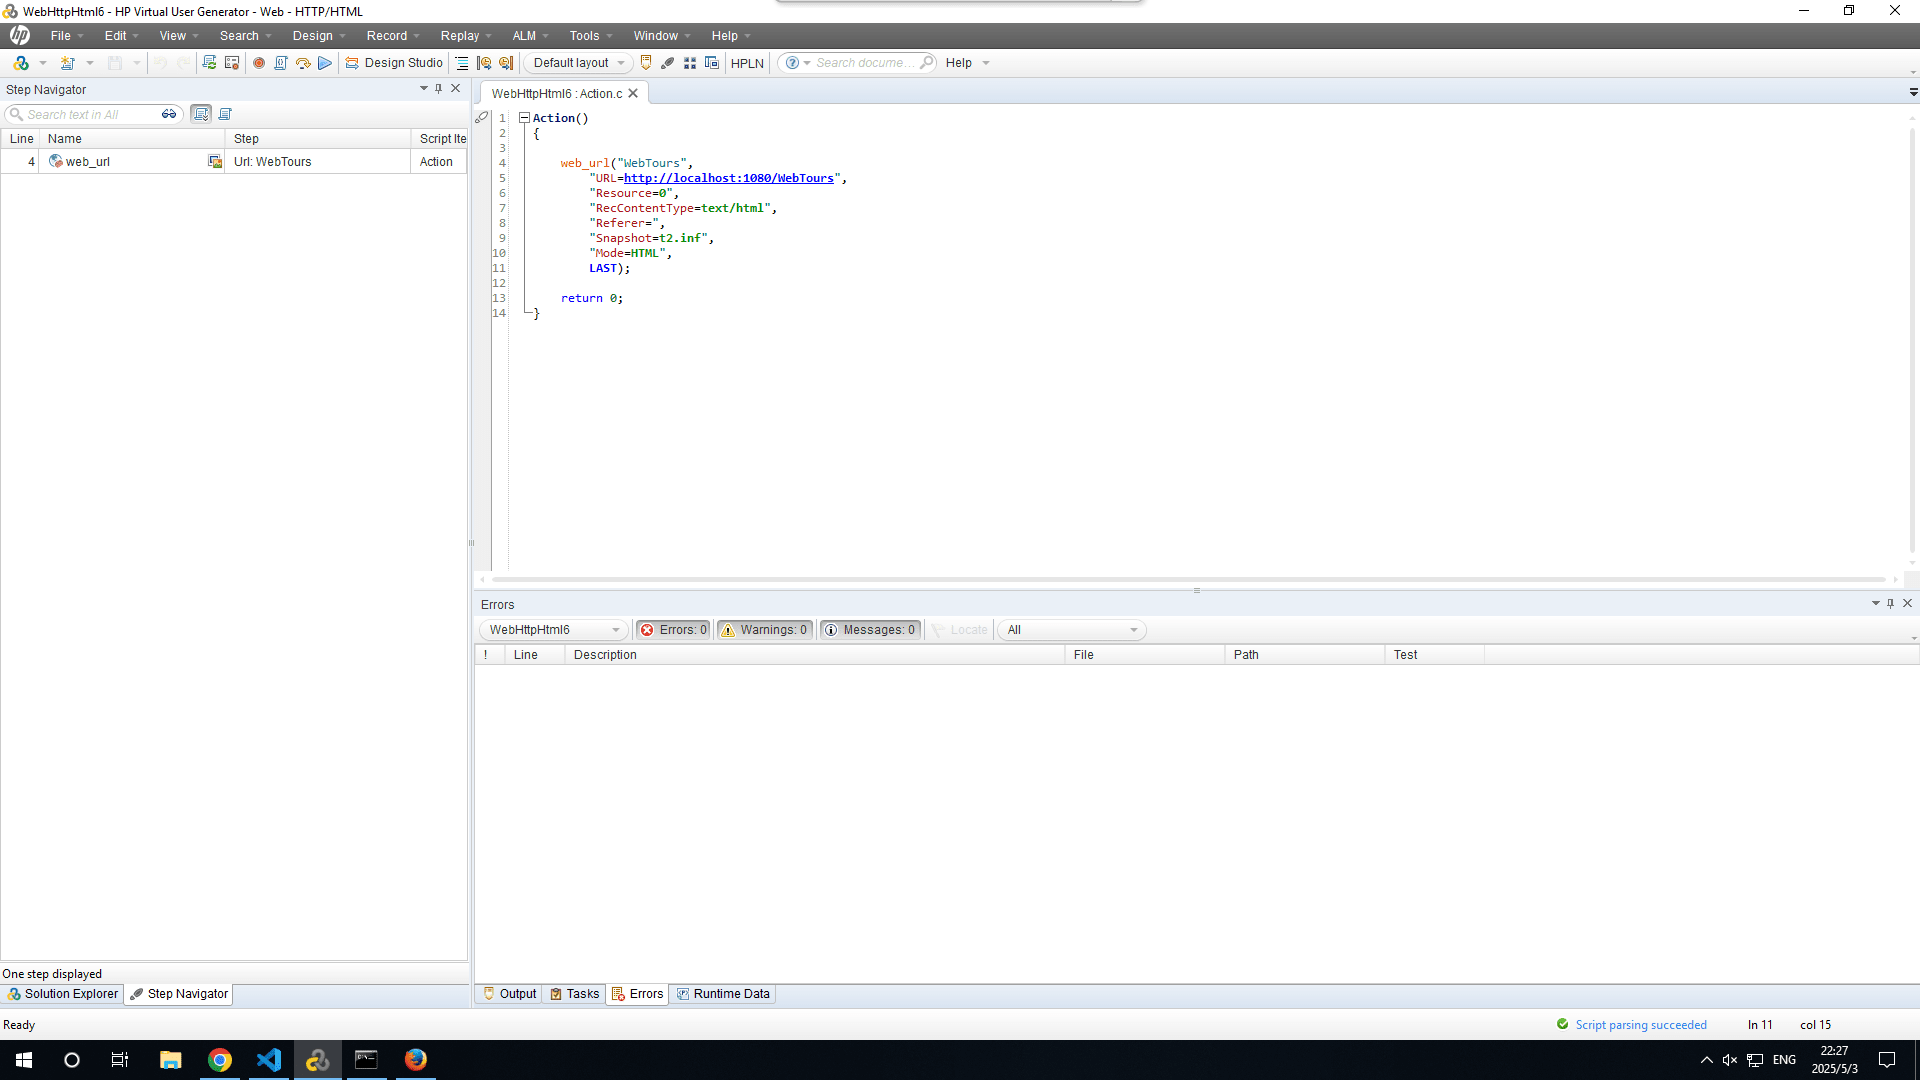 WebHttpHtml6 - HP Virtual User Generator - Web - HTTP/HTML
hp File Edit View Search Design Record Replay ALM Tools Window Help
Design Studio Default layout HPLN Search docume... Help
Step Navigator
Search text in All
Line Name Step Script Ite
4 web_url Url: WebTours Action
One step displayed
Solution Explorer Step Navigator
WebHttpHtml6 : Action.c
1 Action()
2 {
3
4 web_url("WebTours",
5 "URL=http://localhost:1080/WebTours",
6 "Resource=0",
7 "RecContentType=text/html",
8 "Referer=",
9 "Snapshot=t2.inf",
10 "Mode=HTML",
11 LAST);
12
13 return 0;
14 }
Errors
WebHttpHtml6 Errors: 0 Warnings: 0 Messages: 0 Locate All
! Line Description File Path Test
Output Tasks Errors Runtime Data
Ready Script parsing succeeded ln 11 col 15
ENG
22:27
2025/5/3